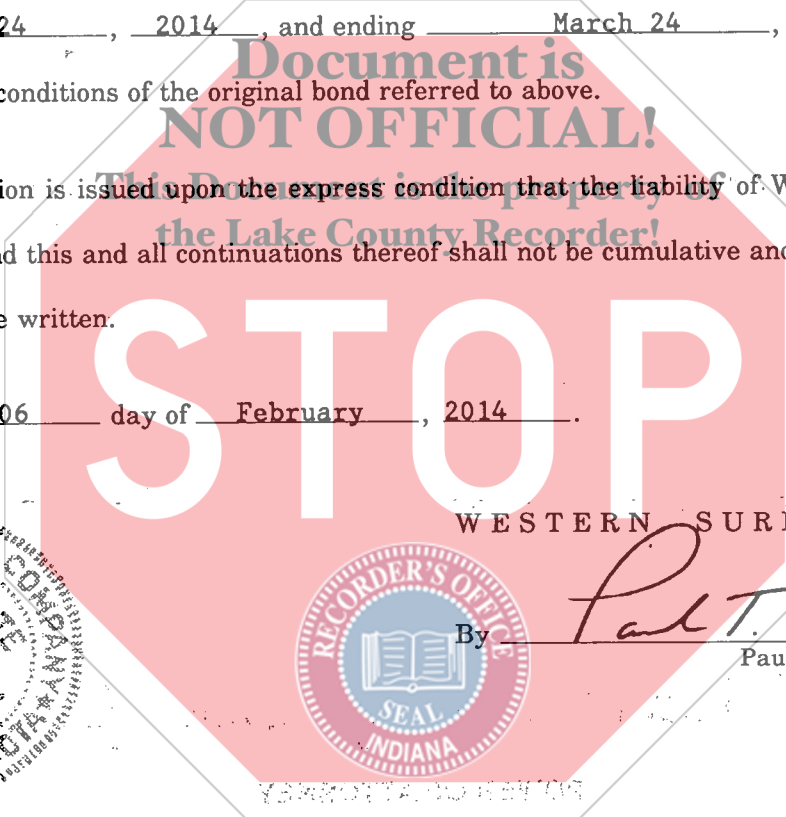 24, 2014, and ending March 24,
Document is
conditions of the original bond referred to above.
NOT OFFICIAL!
ion is issued upon the express condition that the liability of W
This Document is the property of
the Lake County Recorder!
d this and all continuations thereof shall not be cumulative and
e written.
STOP
06 day of February, 2014.
WESTERN SUR
COMPANY
RECORDER'S OFFICE
By Paul T.
Pau
SEAL
INDIANA